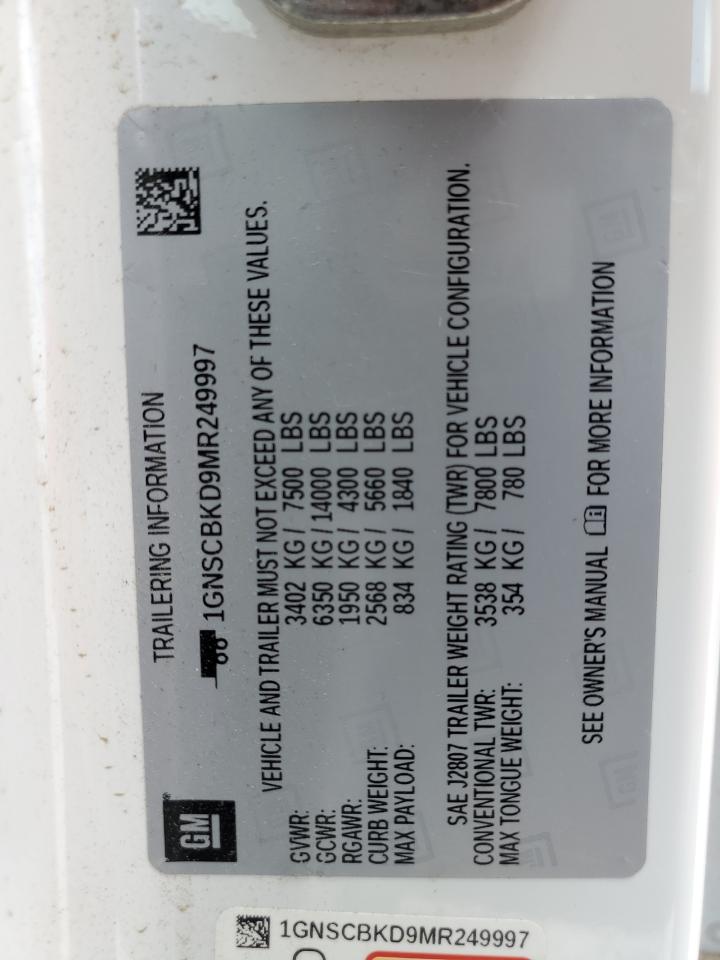 TRAILERING INFORMATION
GM
1GNSCBKD9MR249997
VEHICLE AND TRAILER MUST NOT EXCEED ANY OF THESE VALUES.
GVWR: 3402 KG / 7500 LBS
GCWR: 6350 KG / 14000 LBS
RGAWR: 1950 KG / 4300 LBS
CURB WEIGHT: 2568 KG / 5660 LBS
MAX PAYLOAD: 834 KG / 1840 LBS
SAE J2807 TRAILER WEIGHT RATING (TWR) FOR VEHICLE CONFIGURATION.
CONVENTIONAL TWR: 3538 KG / 7800 LBS
MAX TONGUE WEIGHT: 354 KG / 780 LBS
SEE OWNER'S MANUAL FOR MORE INFORMATION
1GNSCBKD9MR249997